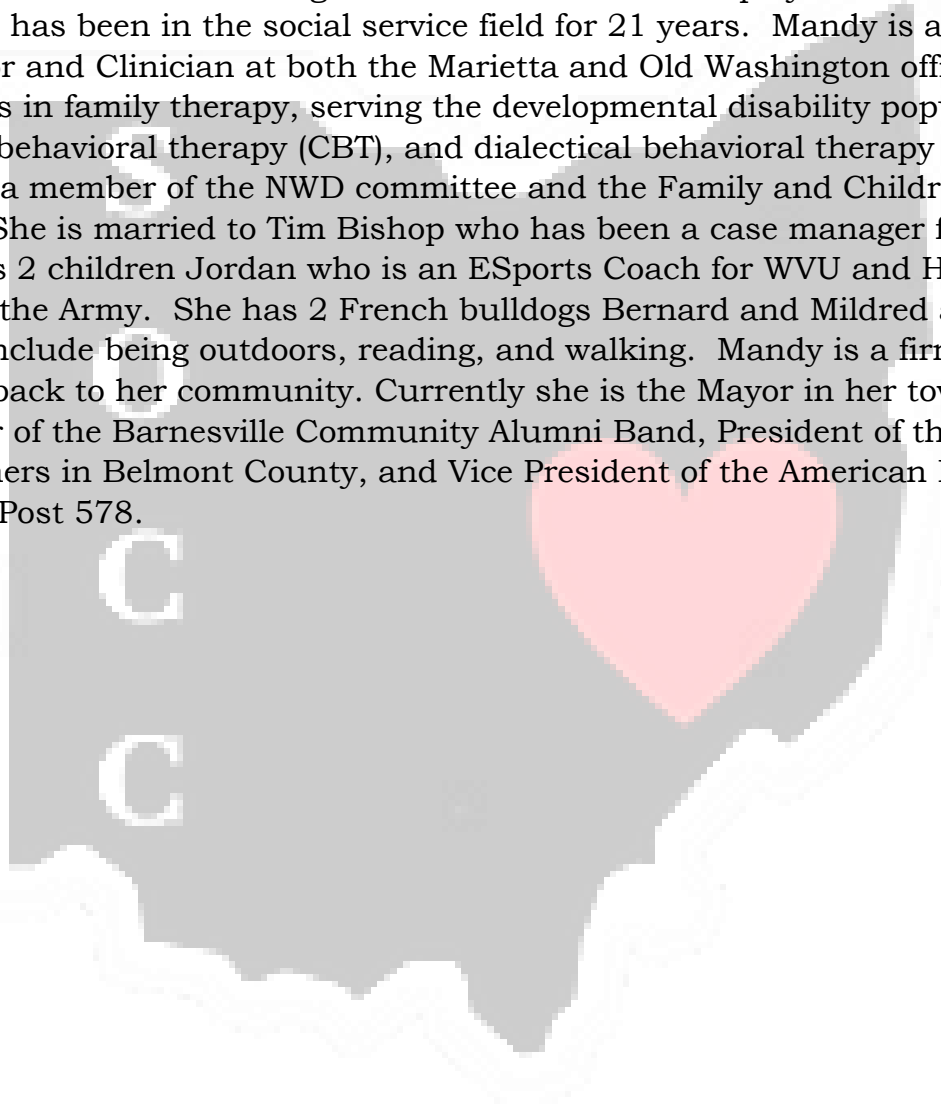 has been in the social service field for 21 years.  Mandy is a
r and Clinician at both the Marietta and Old Washington offi
s in family therapy, serving the developmental disability pop
behavioral therapy (CBT), and dialectical behavioral therapy
a member of the NWD committee and the Family and Childr
She is married to Tim Bishop who has been a case manager f
s 2 children Jordan who is an ESports Coach for WVU and H
the Army.  She has 2 French bulldogs Bernard and Mildred a
nclude being outdoors, reading, and walking.  Mandy is a firm
back to her community. Currently she is the Mayor in her tow
r of the Barnesville Community Alumni Band, President of th
ners in Belmont County, and Vice President of the American
Post 578.
S
O
C
C